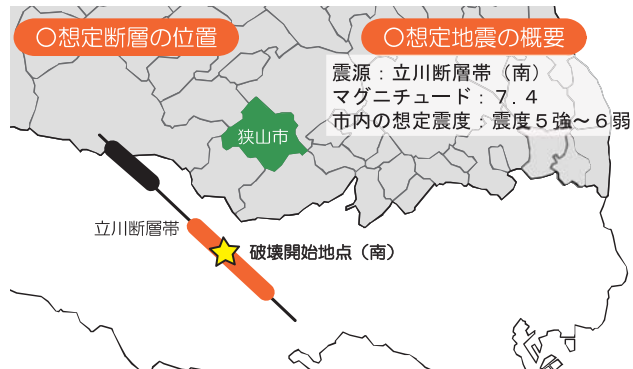 〇想定断層の位置
〇想定地震の概要
震源：立川断層帯（南）
マグニチュード：７.４
市内の想定震度：震度５強～６弱
狭山市
立川断層帯
破壊開始地点（南）